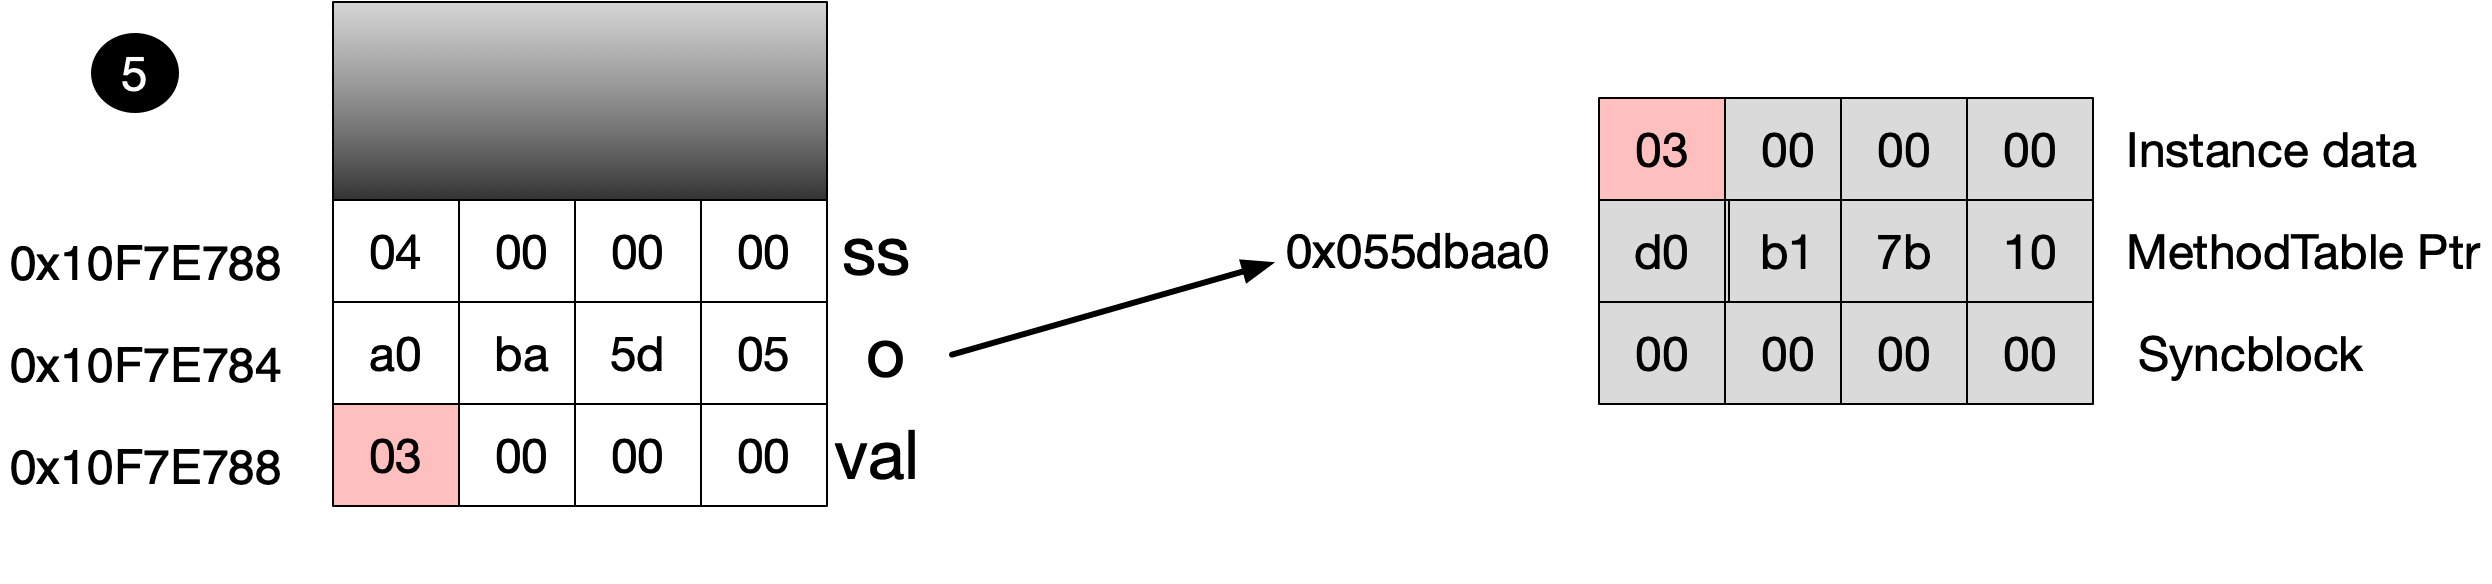 5
03 00 00 00 Instance data
0x10F7E788 04 00 00 00 ss 0x055dbaa0 d0 b1 7b 10 MethodTable Ptr
0x10F7E784 a0 ba 5d 05 o 00 00 00 00 Syncblock
0x10F7E788 03 00 00 00 val